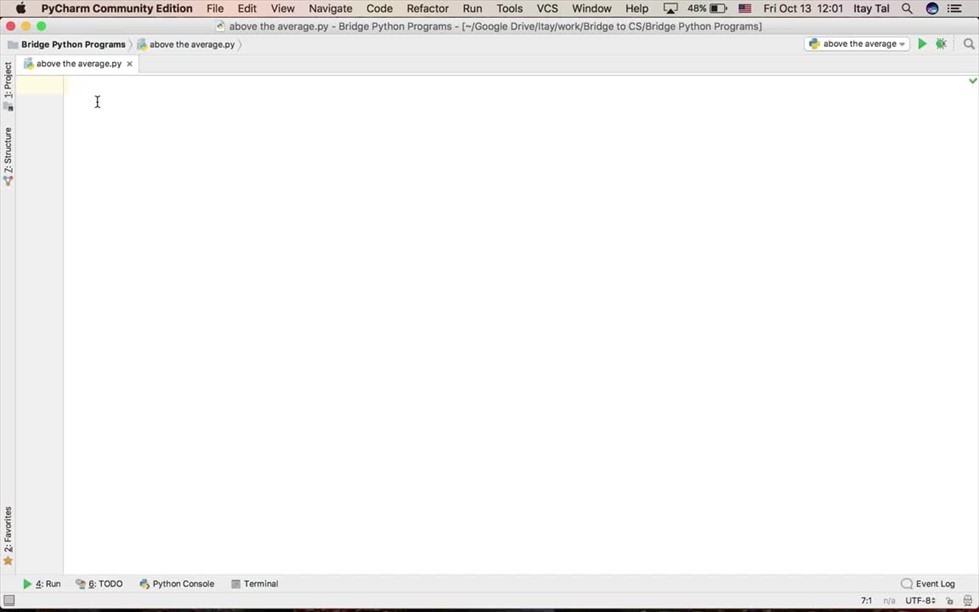 PyCharm Community Edition File Edit View Navigate Code Refactor Run Tools VCS Window Help 48% Fri Oct 13 12:01 Itay Tal
above the average.py - Bridge Python Programs - [~/Google Drive/Itay/work/Bridge to CS/Bridge Python Programs]
Bridge Python Programs above the average.py above the average
above the average.py
1: Project
7: Structure
2: Favorites
4: Run 6: TODO Python Console Terminal Event Log
7:1 n/a UTF-8